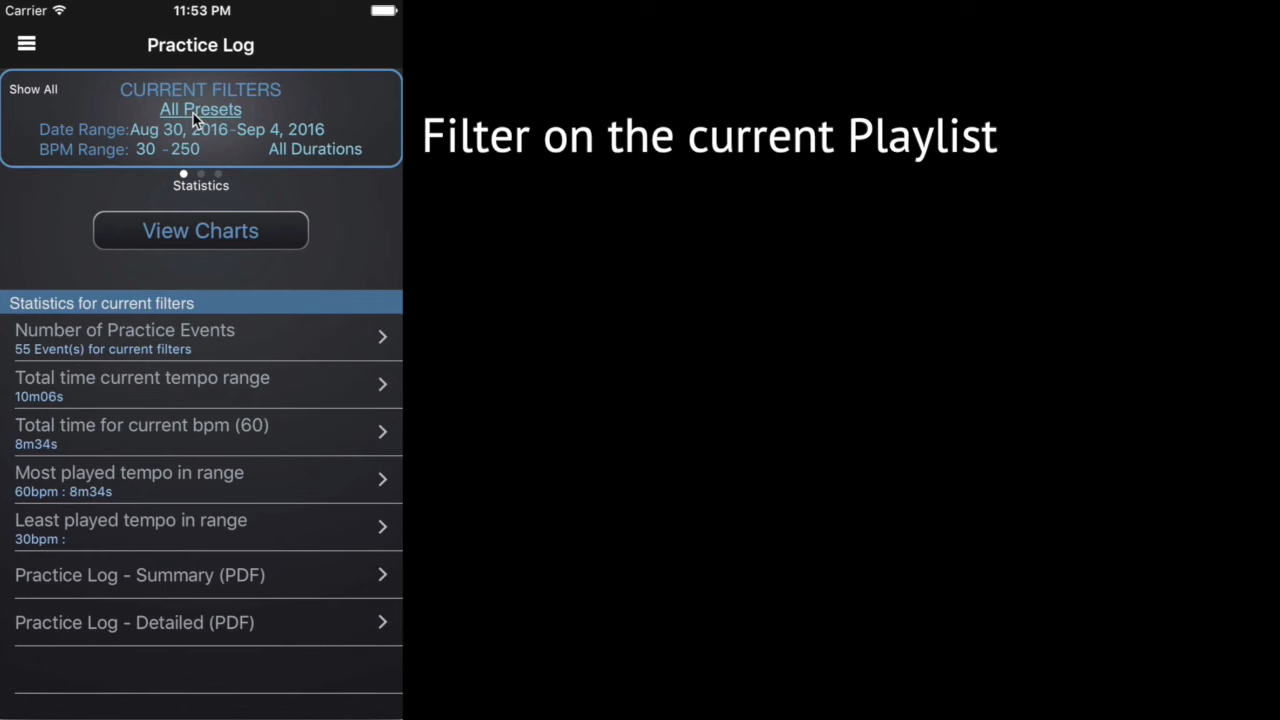 Carrier 11:53 PM
Practice Log
Show All
CURRENT FILTERS
All Presets
Date Range:Aug 30, 2016-Sep 4, 2016
BPM Range: 30 -250 All Durations
Statistics
View Charts
Statistics for current filters
Number of Practice Events
55 Event(s) for current filters
Total time current tempo range
10m06s
Total time for current bpm (60)
8m34s
Most played tempo in range
60bpm : 8m34s
Least played tempo in range
30bpm :
Practice Log - Summary (PDF)
Practice Log - Detailed (PDF)
Filter on the current Playlist